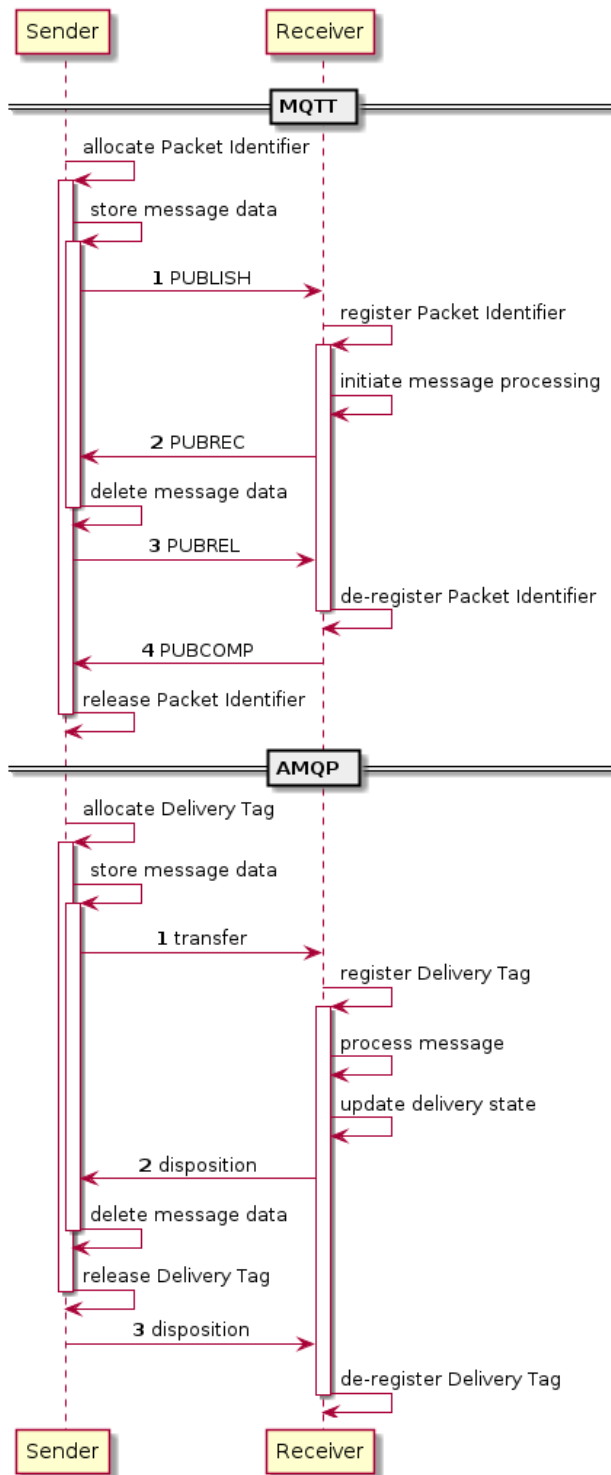 Sender Receiver
MQTT
allocate Packet Identifier
store message data
1 PUBLISH
register Packet Identifier
initiate message processing
2 PUBREC
delete message data
3 PUBREL
de-register Packet Identifier
4 PUBCOMP
release Packet Identifier
AMQP
allocate Delivery Tag
store message data
1 transfer
register Delivery Tag
process message
update delivery state
2 disposition
delete message data
release Delivery Tag
3 disposition
de-register Delivery Tag
Sender Receiver